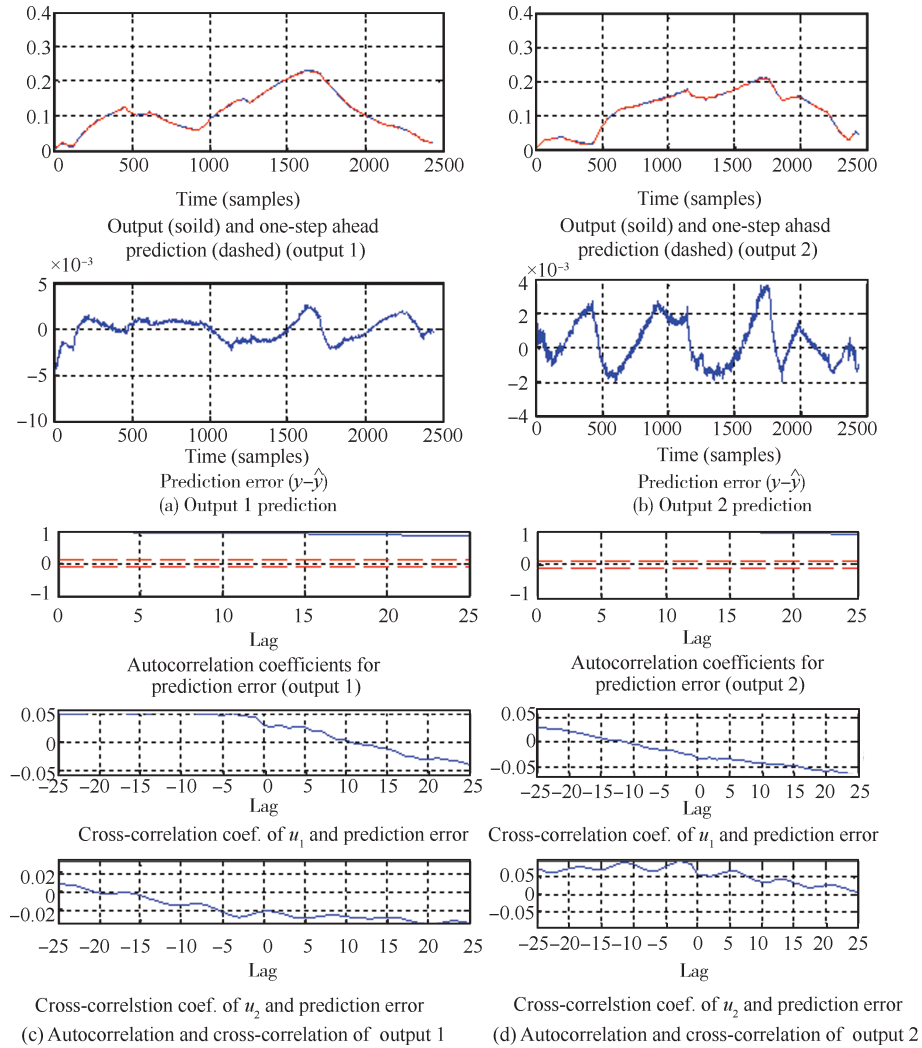 0.4
0.3
0.2
0.1
0
0 500 1000 1500 2000 2500
Time (samples)
Output (soild) and one-step ahead
prediction (dashed) (output 1)
0.4
0.3
0.2
0.1
0
0 500 1000 1500 2000 2500
Time (samples)
Output (soild) and one-step ahasd
prediction (dashed) (output 2)
×10⁻³
5
0
−5
−10
0 500 1000 1500 2000 2500
Time (samples)
Prediction error (y−ŷ)
(a) Output 1 prediction
×10⁻³
4
2
0
−2
−4
0 500 1000 1500 2000 2500
Time (samples)
Prediction error (y−ŷ)
(b) Output 2 prediction
1
0
−1
0 5 10 15 20 25
Lag
Autocorrelation coefficients for
prediction error (output 1)
0.05
0
−0.05
−25 −20 −15 −10 −5 0 5 10 15 20 25
Lag
Cross-correlation coef. of u₁ and prediction error
0.02
0
−0.02
−25 −20 −15 −10 −5 0 5 10 15 20 25
Lag
Cross-correlstion coef. of u₂ and prediction error
(c) Autocorrelation and cross-correlation of output 1
1
0
−1
0 5 10 15 20 25
Lag
Autocorrelation coefficients for
prediction error (output 2)
0.05
0
−0.05
−25 −20 −15 −10 −5 0 5 10 15 20 25
Lag
Cross-correlation coef. of u₁ and prediction error
0.05
0
−0.05
−25 −20 −15 −10 −5 0 5 10 15 20 25
Lag
Cross-correlstion coef. of u₂ and prediction error
(d) Autocorrelation and cross-correlation of output 2